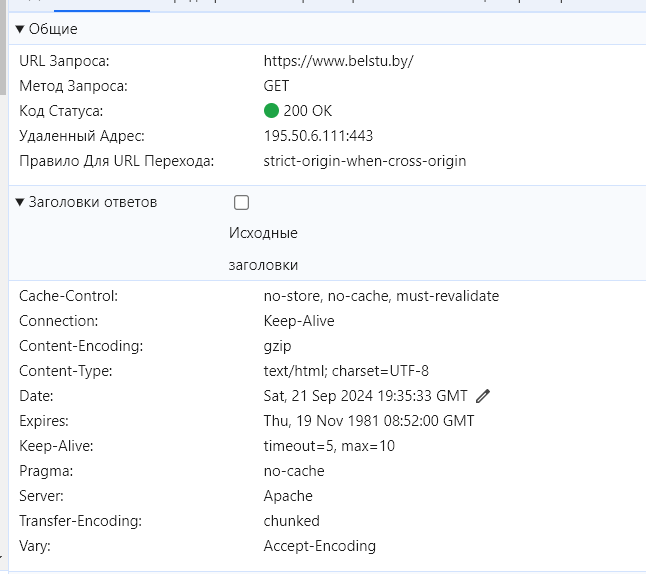 Общие
URL Запроса: https://www.belstu.by/
Метод Запроса: GET
Код Статуса: 200 OK
Удаленный Адрес: 195.50.6.111:443
Правило Для URL Перехода: strict-origin-when-cross-origin
Заголовки ответов
Исходные
заголовки
Cache-Control: no-store, no-cache, must-revalidate
Connection: Keep-Alive
Content-Encoding: gzip
Content-Type: text/html; charset=UTF-8
Date: Sat, 21 Sep 2024 19:35:33 GMT
Expires: Thu, 19 Nov 1981 08:52:00 GMT
Keep-Alive: timeout=5, max=10
Pragma: no-cache
Server: Apache
Transfer-Encoding: chunked
Vary: Accept-Encoding